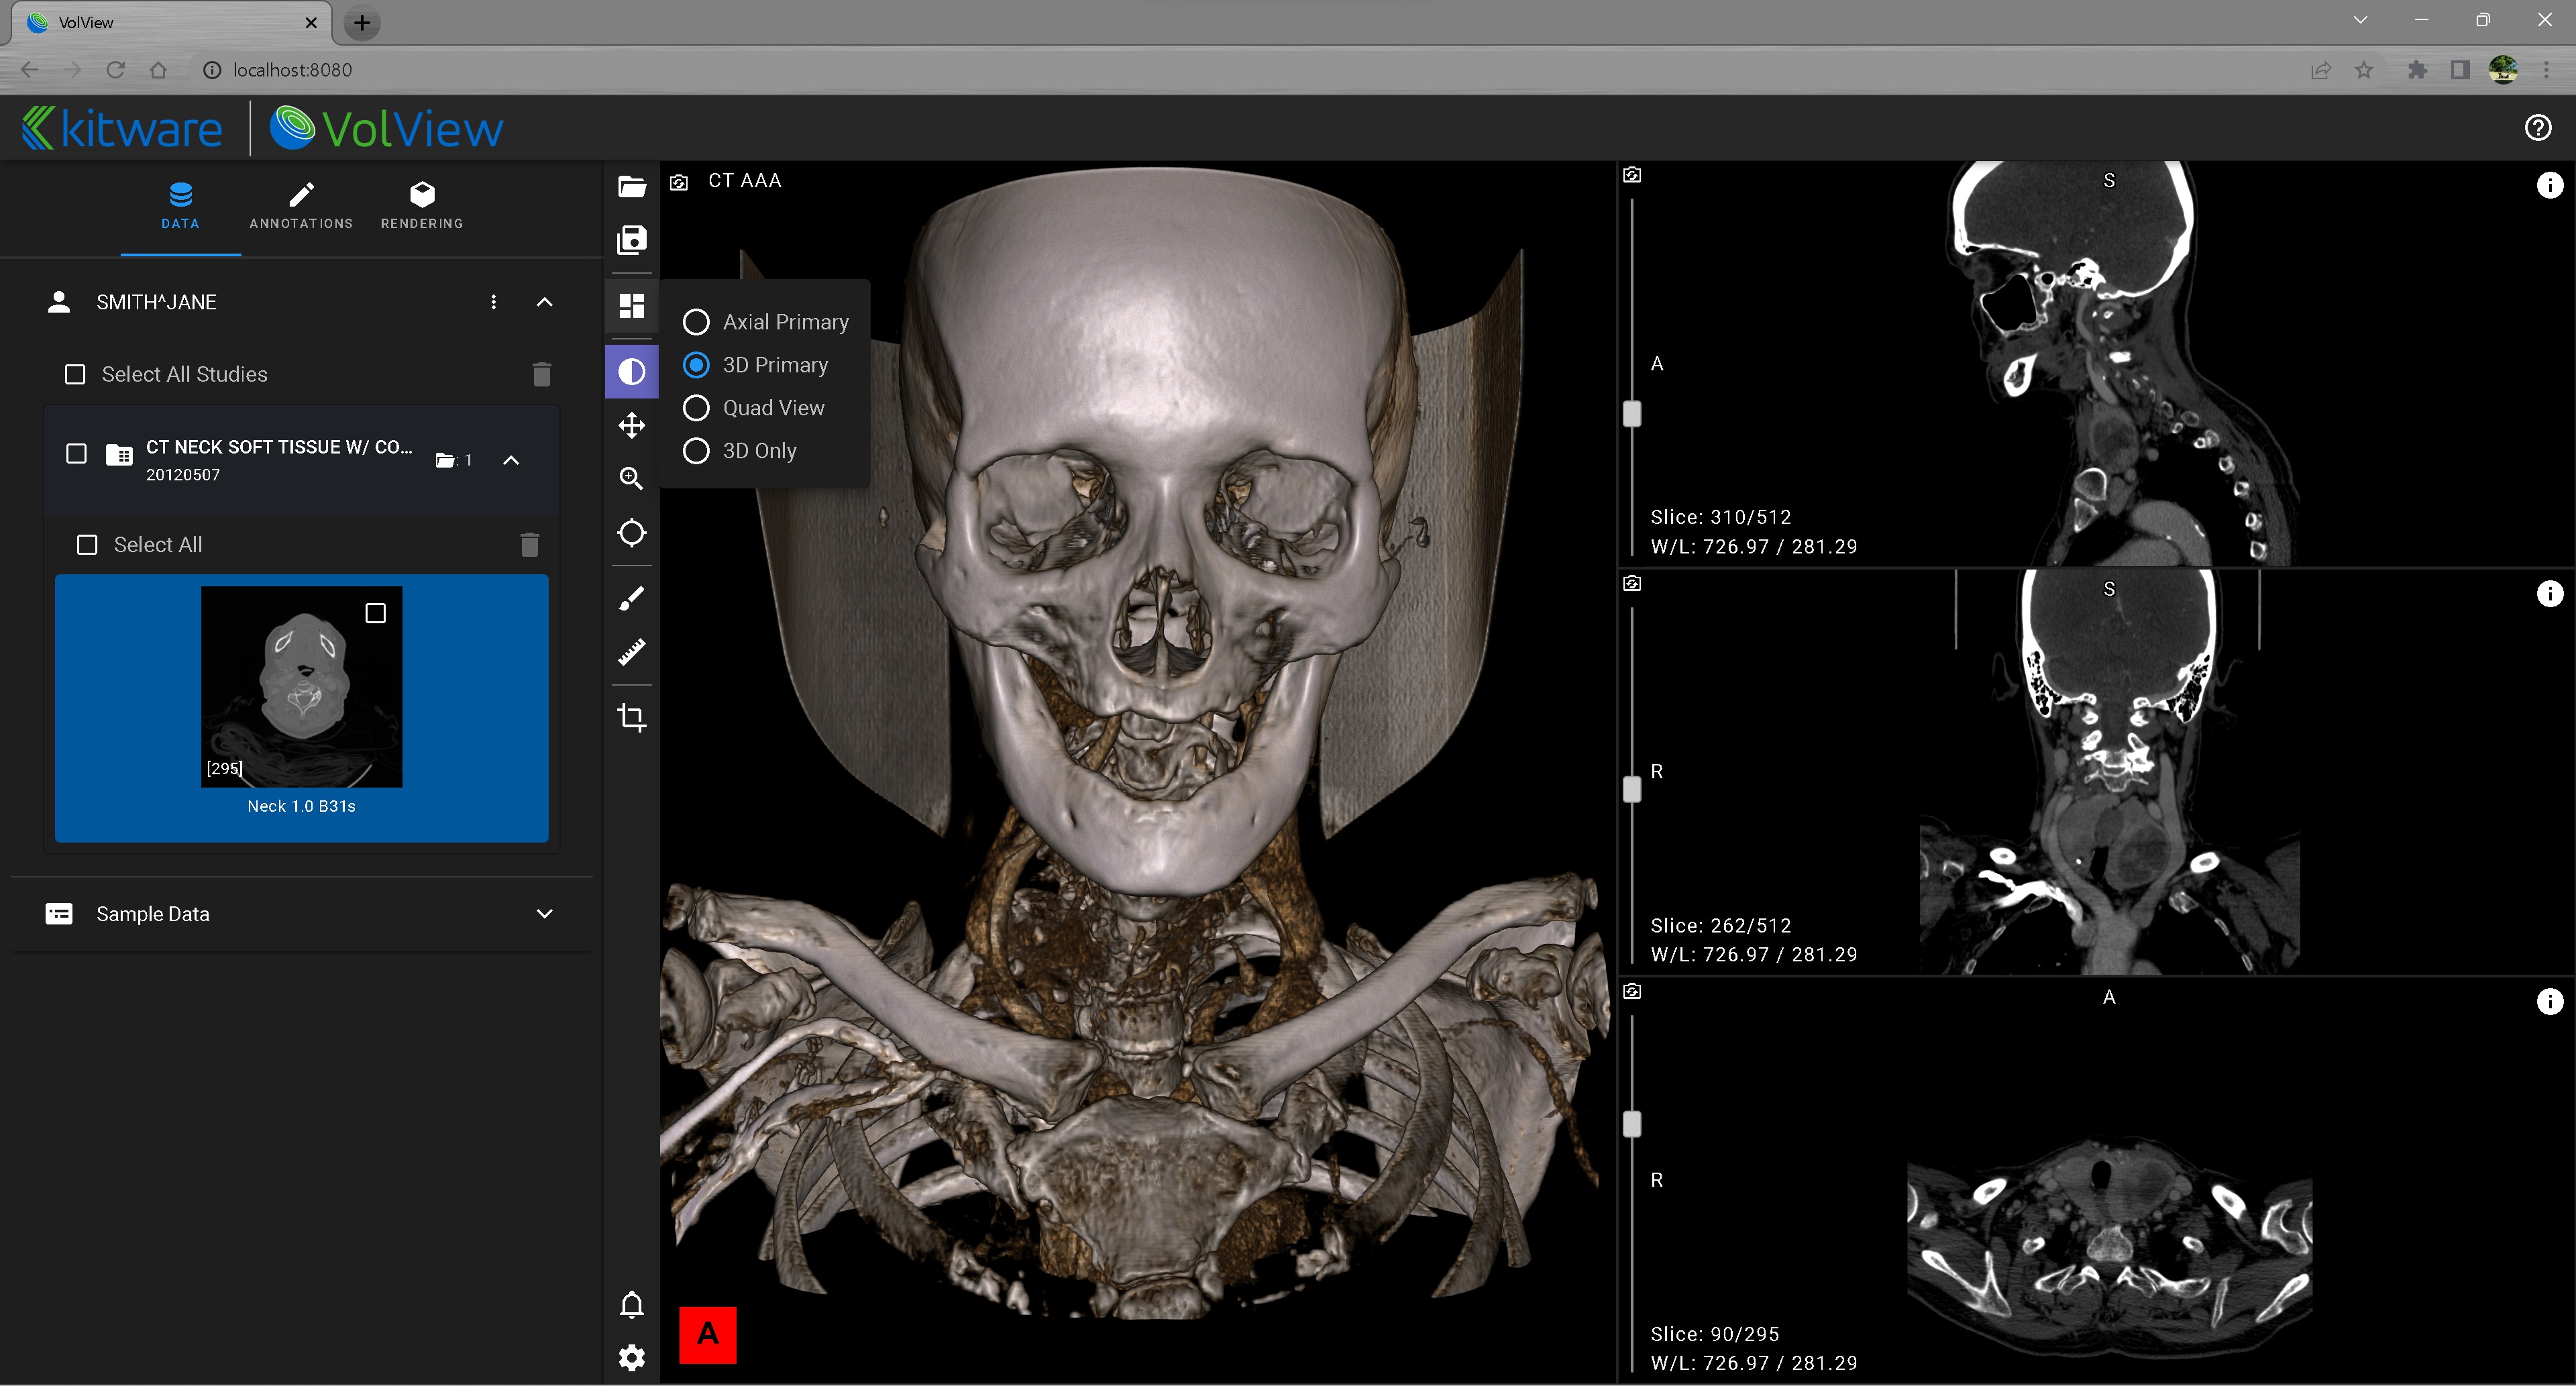 VolView
localhost:8080
kitware
VolView
DATA
ANNOTATIONS
RENDERING
SMITH^JANE
Select All Studies
CT NECK SOFT TISSUE W/ CO...
20120507
: 1
Select All
[295]
Neck 1.0 B31s
Sample Data
CT AAA
Axial Primary
3D Primary
Quad View
3D Only
A
S
A
Slice: 310/512
W/L: 726.97 / 281.29
S
R
Slice: 262/512
W/L: 726.97 / 281.29
A
R
Slice: 90/295
W/L: 726.97 / 281.29